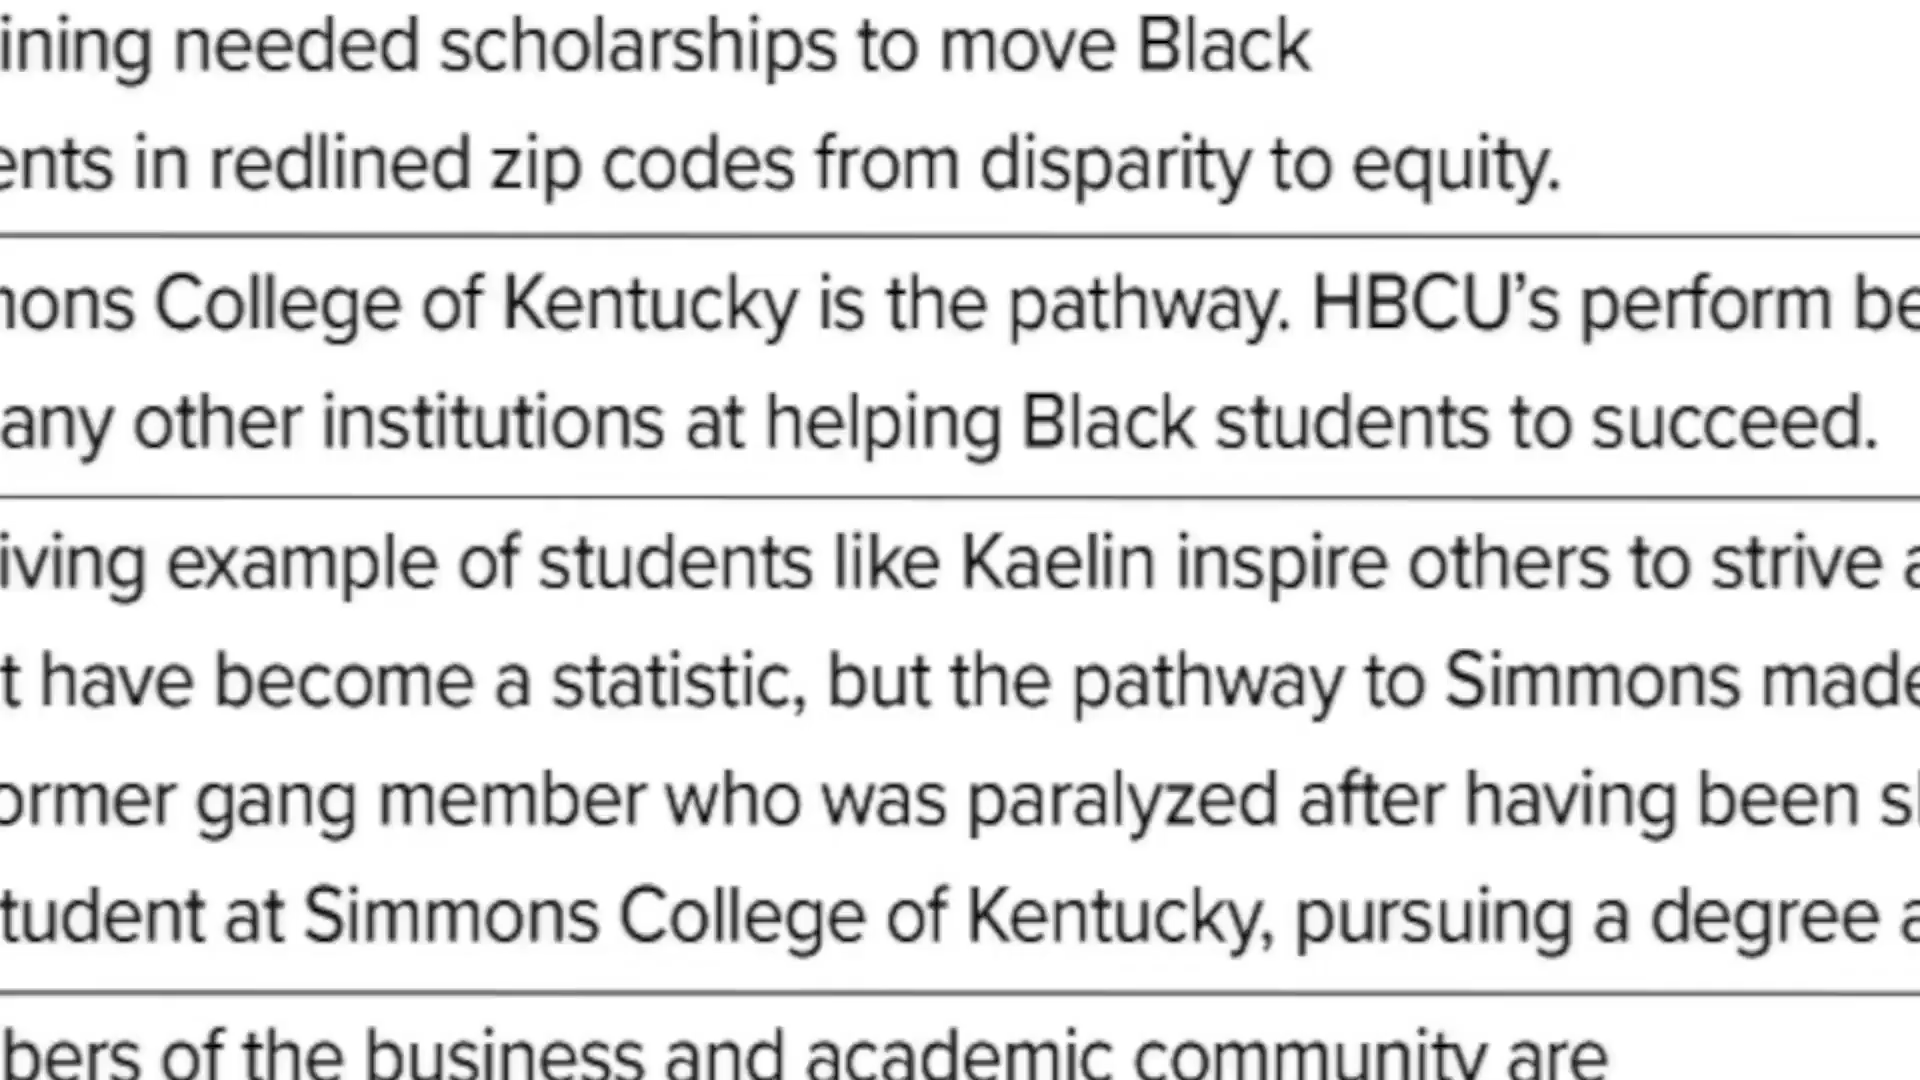 ining needed scholarships to move Black
ents in redlined zip codes from disparity to equity.
mons College of Kentucky is the pathway. HBCU’s perform be
any other institutions at helping Black students to succeed.
iving example of students like Kaelin inspire others to strive a
t have become a statistic, but the pathway to Simmons made
ormer gang member who was paralyzed after having been sh
tudent at Simmons College of Kentucky, pursuing a degree a
bers of the business and academic community are